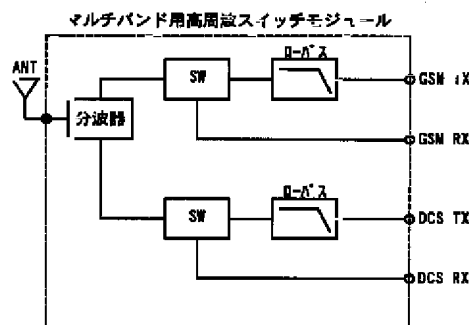 マルチバンド用高周波スイッチモジュール
ANT
分波器
SW
ローパス
GSM TX
GSM RX
SW
ローパス
DCS TX
DCS RX